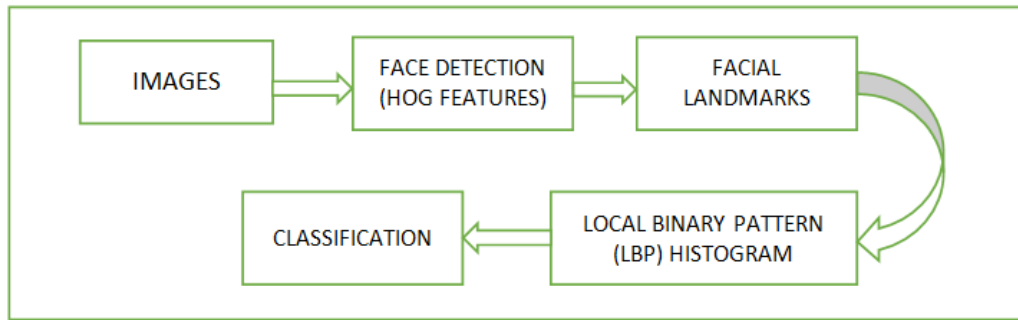 IMAGES
FACE DETECTION
(HOG FEATURES)
FACIAL
LANDMARKS
LOCAL BINARY PATTERN
(LBP) HISTOGRAM
CLASSIFICATION